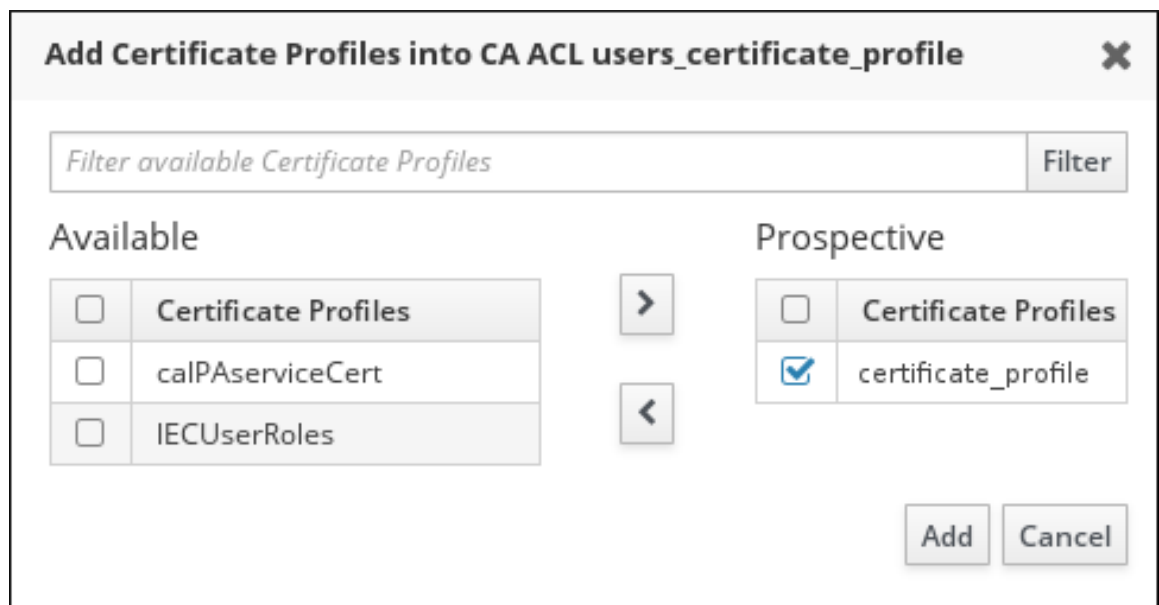 Add Certificate Profiles into CA ACL users_certificate_profile
Filter available Certificate Profiles
Filter
Available
Prospective
Certificate Profiles
Certificate Profiles
caIPAserviceCert
certificate_profile
IECUserRoles
Add
Cancel